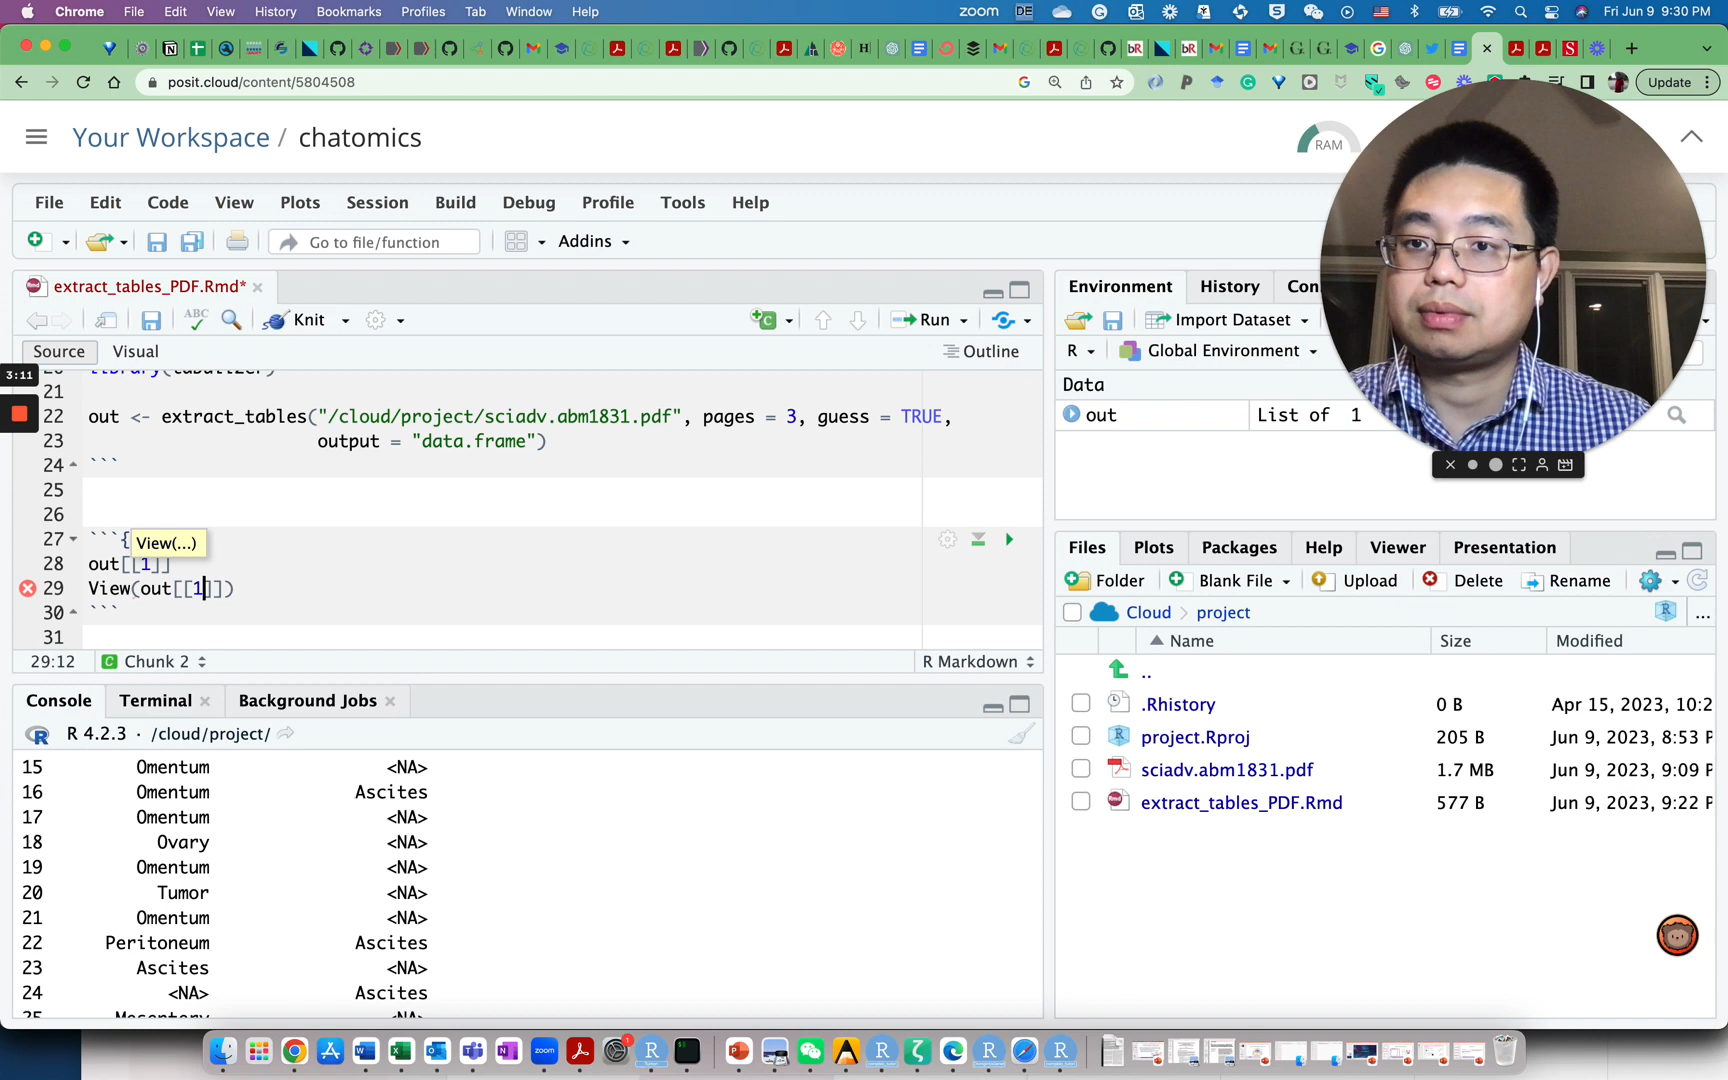 Chrome File Edit View History Bookmarks Profiles Tab Window Help zoom DE Fri Jun 9 9:30 PM
posit.cloud/content/5804508 Update
Your Workspace / chatomics RAM
File Edit Code View Plots Session Build Debug Profile Tools Help
Go to file/function Addins
extract_tables_PDF.Rmd*
Knit Run
Source Visual Outline
3:11
21
22 out <- extract_tables("/cloud/project/sciadv.abm1831.pdf", pages = 3, guess = TRUE,
23 output = "data.frame")
24 ```
25
26
27 ```{ View(...)
28 out[[1]]
29 View(out[[1]])
30 ```
31
29:12 Chunk 2 R Markdown
Console Terminal Background Jobs
R 4.2.3 · /cloud/project/
15 Omentum <NA>
16 Omentum Ascites
17 Omentum <NA>
18 Ovary <NA>
19 Omentum <NA>
20 Tumor <NA>
21 Omentum <NA>
22 Peritoneum Ascites
23 Ascites <NA>
24 <NA> Ascites
25 Mesentery <NA>
Environment History Con
Import Dataset
R Global Environment
Data
out List of 1
Files Plots Packages Help Viewer Presentation
Folder Blank File Upload Delete Rename
Cloud project ...
Name Size Modified
..
.Rhistory 0 B Apr 15, 2023, 10:2
project.Rproj 205 B Jun 9, 2023, 8:53 P
sciadv.abm1831.pdf 1.7 MB Jun 9, 2023, 9:09 P
extract_tables_PDF.Rmd 577 B Jun 9, 2023, 9:22 P